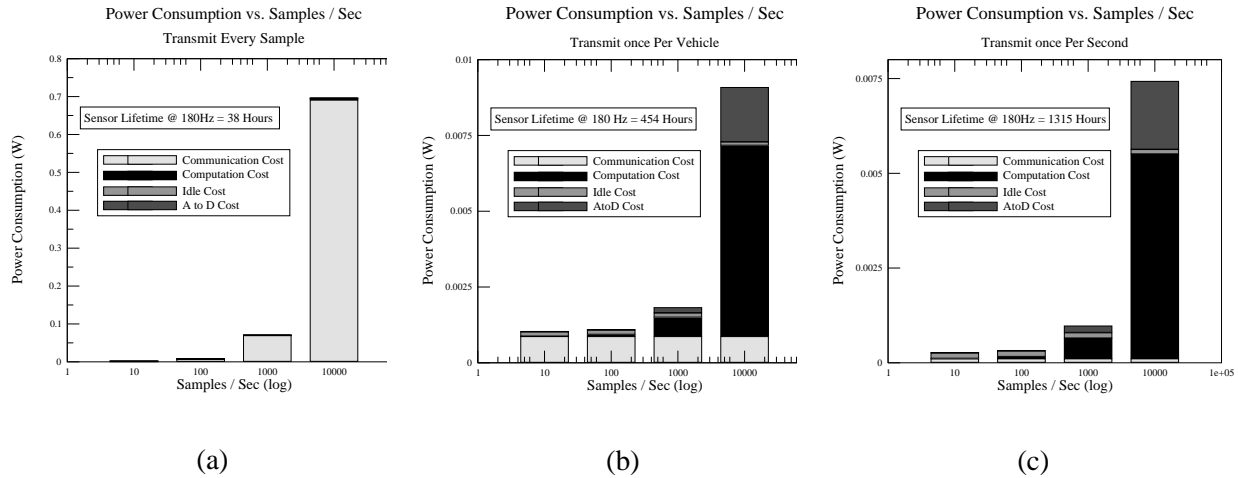 Power Consumption vs. Samples / Sec
Transmit Every Sample
0.8
0.7
0.6
0.5
0.4
0.3
0.2
0.1
0
Power Consumption (W)
Sensor Lifetime @ 180Hz = 38 Hours
Communication Cost
Computation Cost
Idle Cost
A to D Cost
1
10
100
1000
10000
Samples / Sec (log)
(a)
Power Consumption vs. Samples / Sec
Transmit once Per Vehicle
0.01
0.0075
0.005
0.0025
0
Power Consumption (W)
Sensor Lifetime @ 180 Hz = 454 Hours
Communication Cost
Computation Cost
Idle Cost
AtoD Cost
1
10
100
1000
10000
Samples / Sec (log)
(b)
Power Consumption vs. Samples / Sec
Transmit once Per Second
0.0075
0.005
0.0025
0
Power Consumption (W)
Sensor Lifetime @ 180Hz = 1315 Hours
Communication Cost
Computation Cost
Idle Cost
AtoD Cost
1
10
100
1000
10000
1e+05
Samples / Sec (log)
(c)